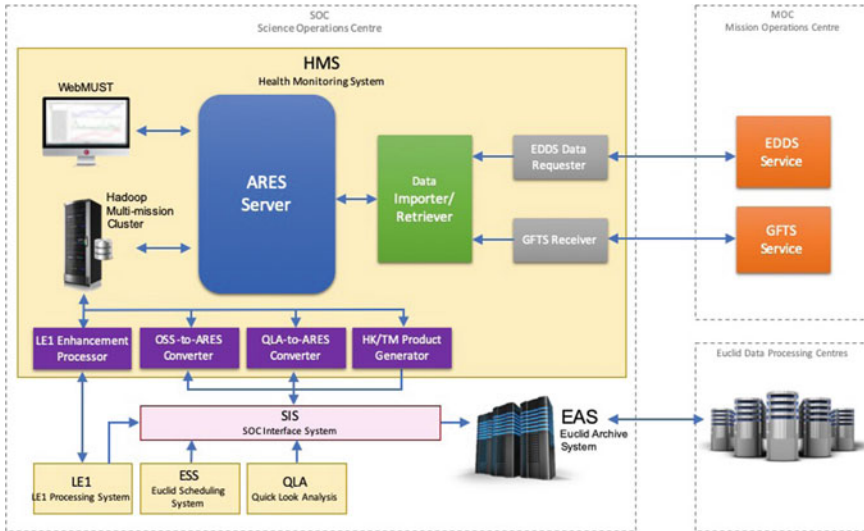 SOC
Science Operations Centre
MOC
Mission Operations Centre
HMS
Health Monitoring System
WebMUST
ARES
Server
Data
Importer/
Retriever
EDDS Data
Requester
EDDS
Service
Hadoop
Multi-mission
Cluster
GFTS Receiver
GFTS
Service
LE1 Enhancement
Processor
OSS-to-ARES
Converter
QLA-to-ARES
Converter
HK/TM Product
Generator
Euclid Data Processing Centres
SIS
SOC Interface System
EAS
Euclid Archive
System
LE1
LE1 Processing System
ESS
Euclid Scheduling
System
QLA
Quick Look Analysis